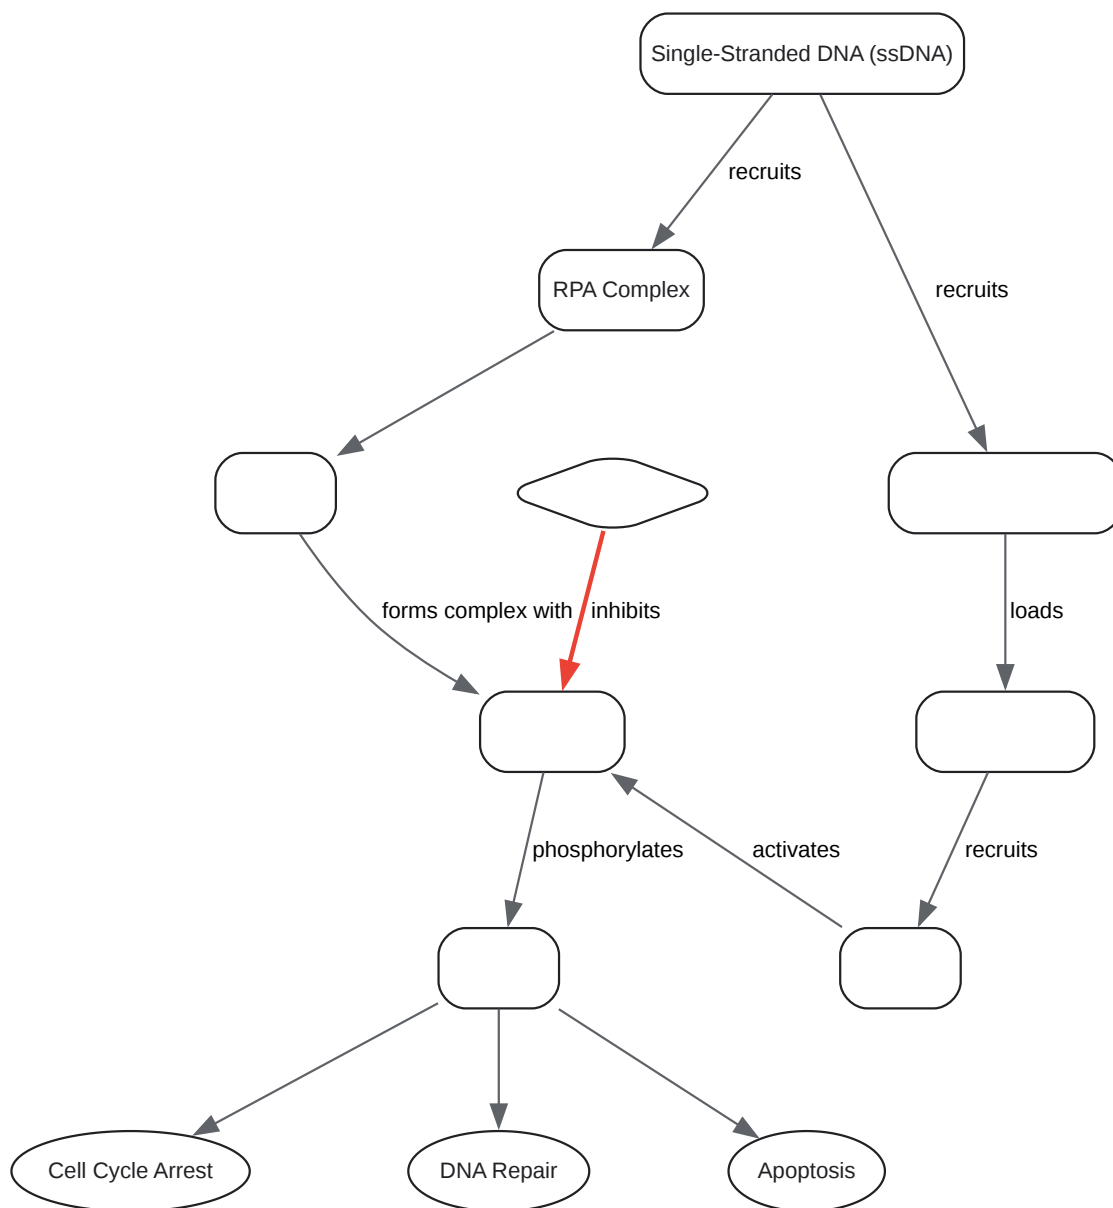 Single-Stranded DNA (ssDNA)
recruits
RPA Complex
recruits
forms complex with
inhibits
loads
phosphorylates
activates
recruits
Cell Cycle Arrest
DNA Repair
Apoptosis